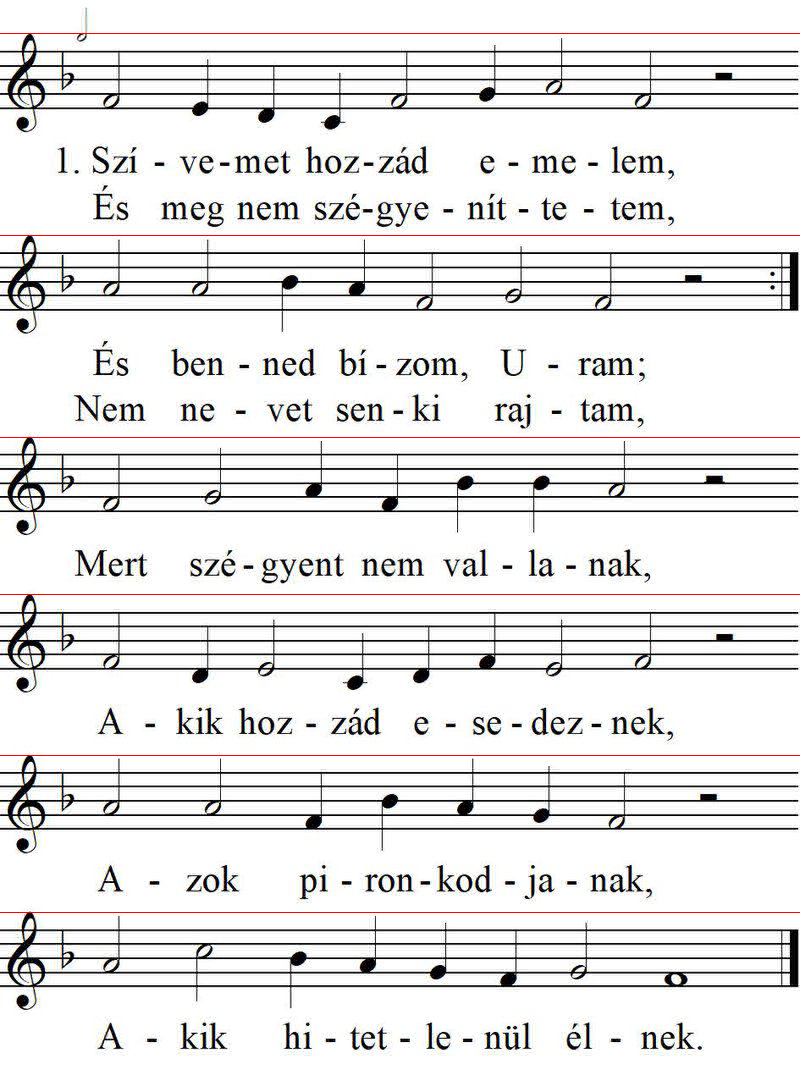 1. Szí - ve - met hoz - zád e - me - lem,
És meg nem szé - gye - nít - te - tem,
És ben - ned bí - zom, U - ram;
Nem ne - vet sen - ki raj - tam,
Mert szé - gyent nem val - la - nak,
A - kik hoz - zád e - se - dez - nek,
A - zok pi - ron - kod - ja - nak,
A - kik hi - tet - le - nül él - nek.